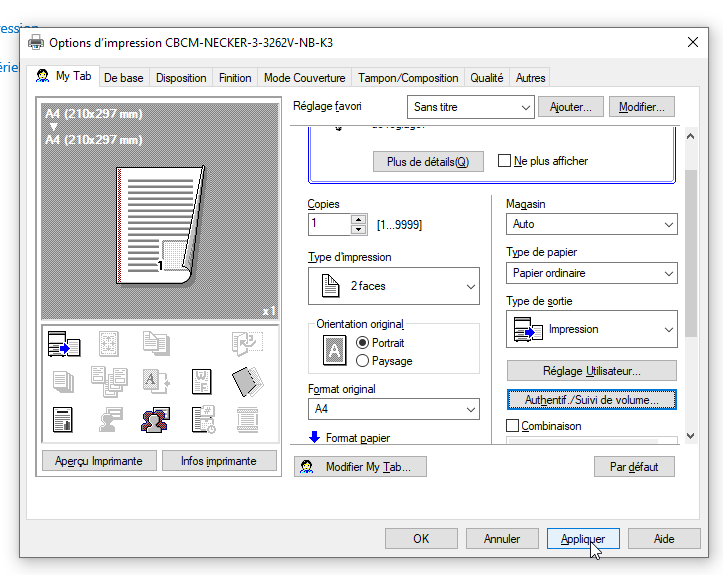 ression
érie
Options d'impression CBCM-NECKER-3-3262V-NB-K3
My Tab De base Disposition Finition Mode Couverture Tampon/Composition Qualité Autres
A4 (210x297 mm)
A4 (210x297 mm)
1
x1
Aperçu Imprimante Infos imprimante
Réglage favori Sans titre Ajouter... Modifier...
Plus de détails(Q) Ne plus afficher
Copies
1 [1...9999]
Type d'impression
2 faces
Orientation original
A Portrait
Paysage
Format original
A4
Format papier
Magasin
Auto
Type de papier
Papier ordinaire
Type de sortie
Impression
Réglage Utilisateur...
Authentif./Suivi de volume...
Combinaison
Modifier My Tab... Par défaut
OK Annuler Appliquer Aide